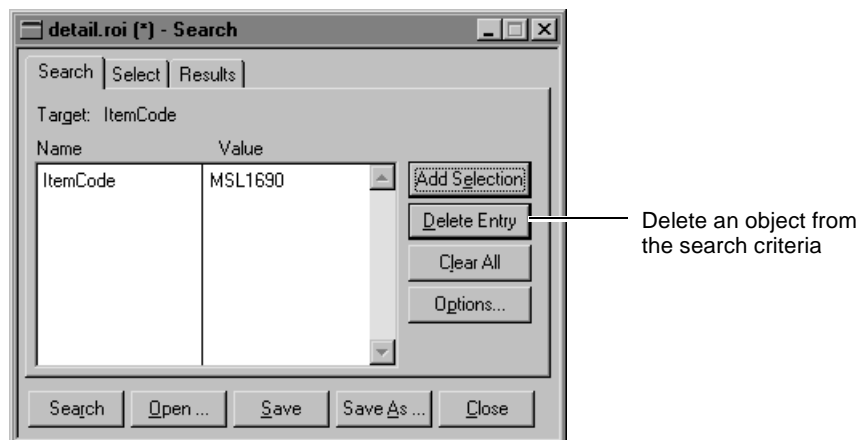 detail.roi (*) - Search
Search Select Results
Target: ItemCode
Name Value
ItemCode MSL1690
Add Selection
Delete Entry
Clear All
Options...
Delete an object from
the search criteria
Search Open ... Save Save As ... Close